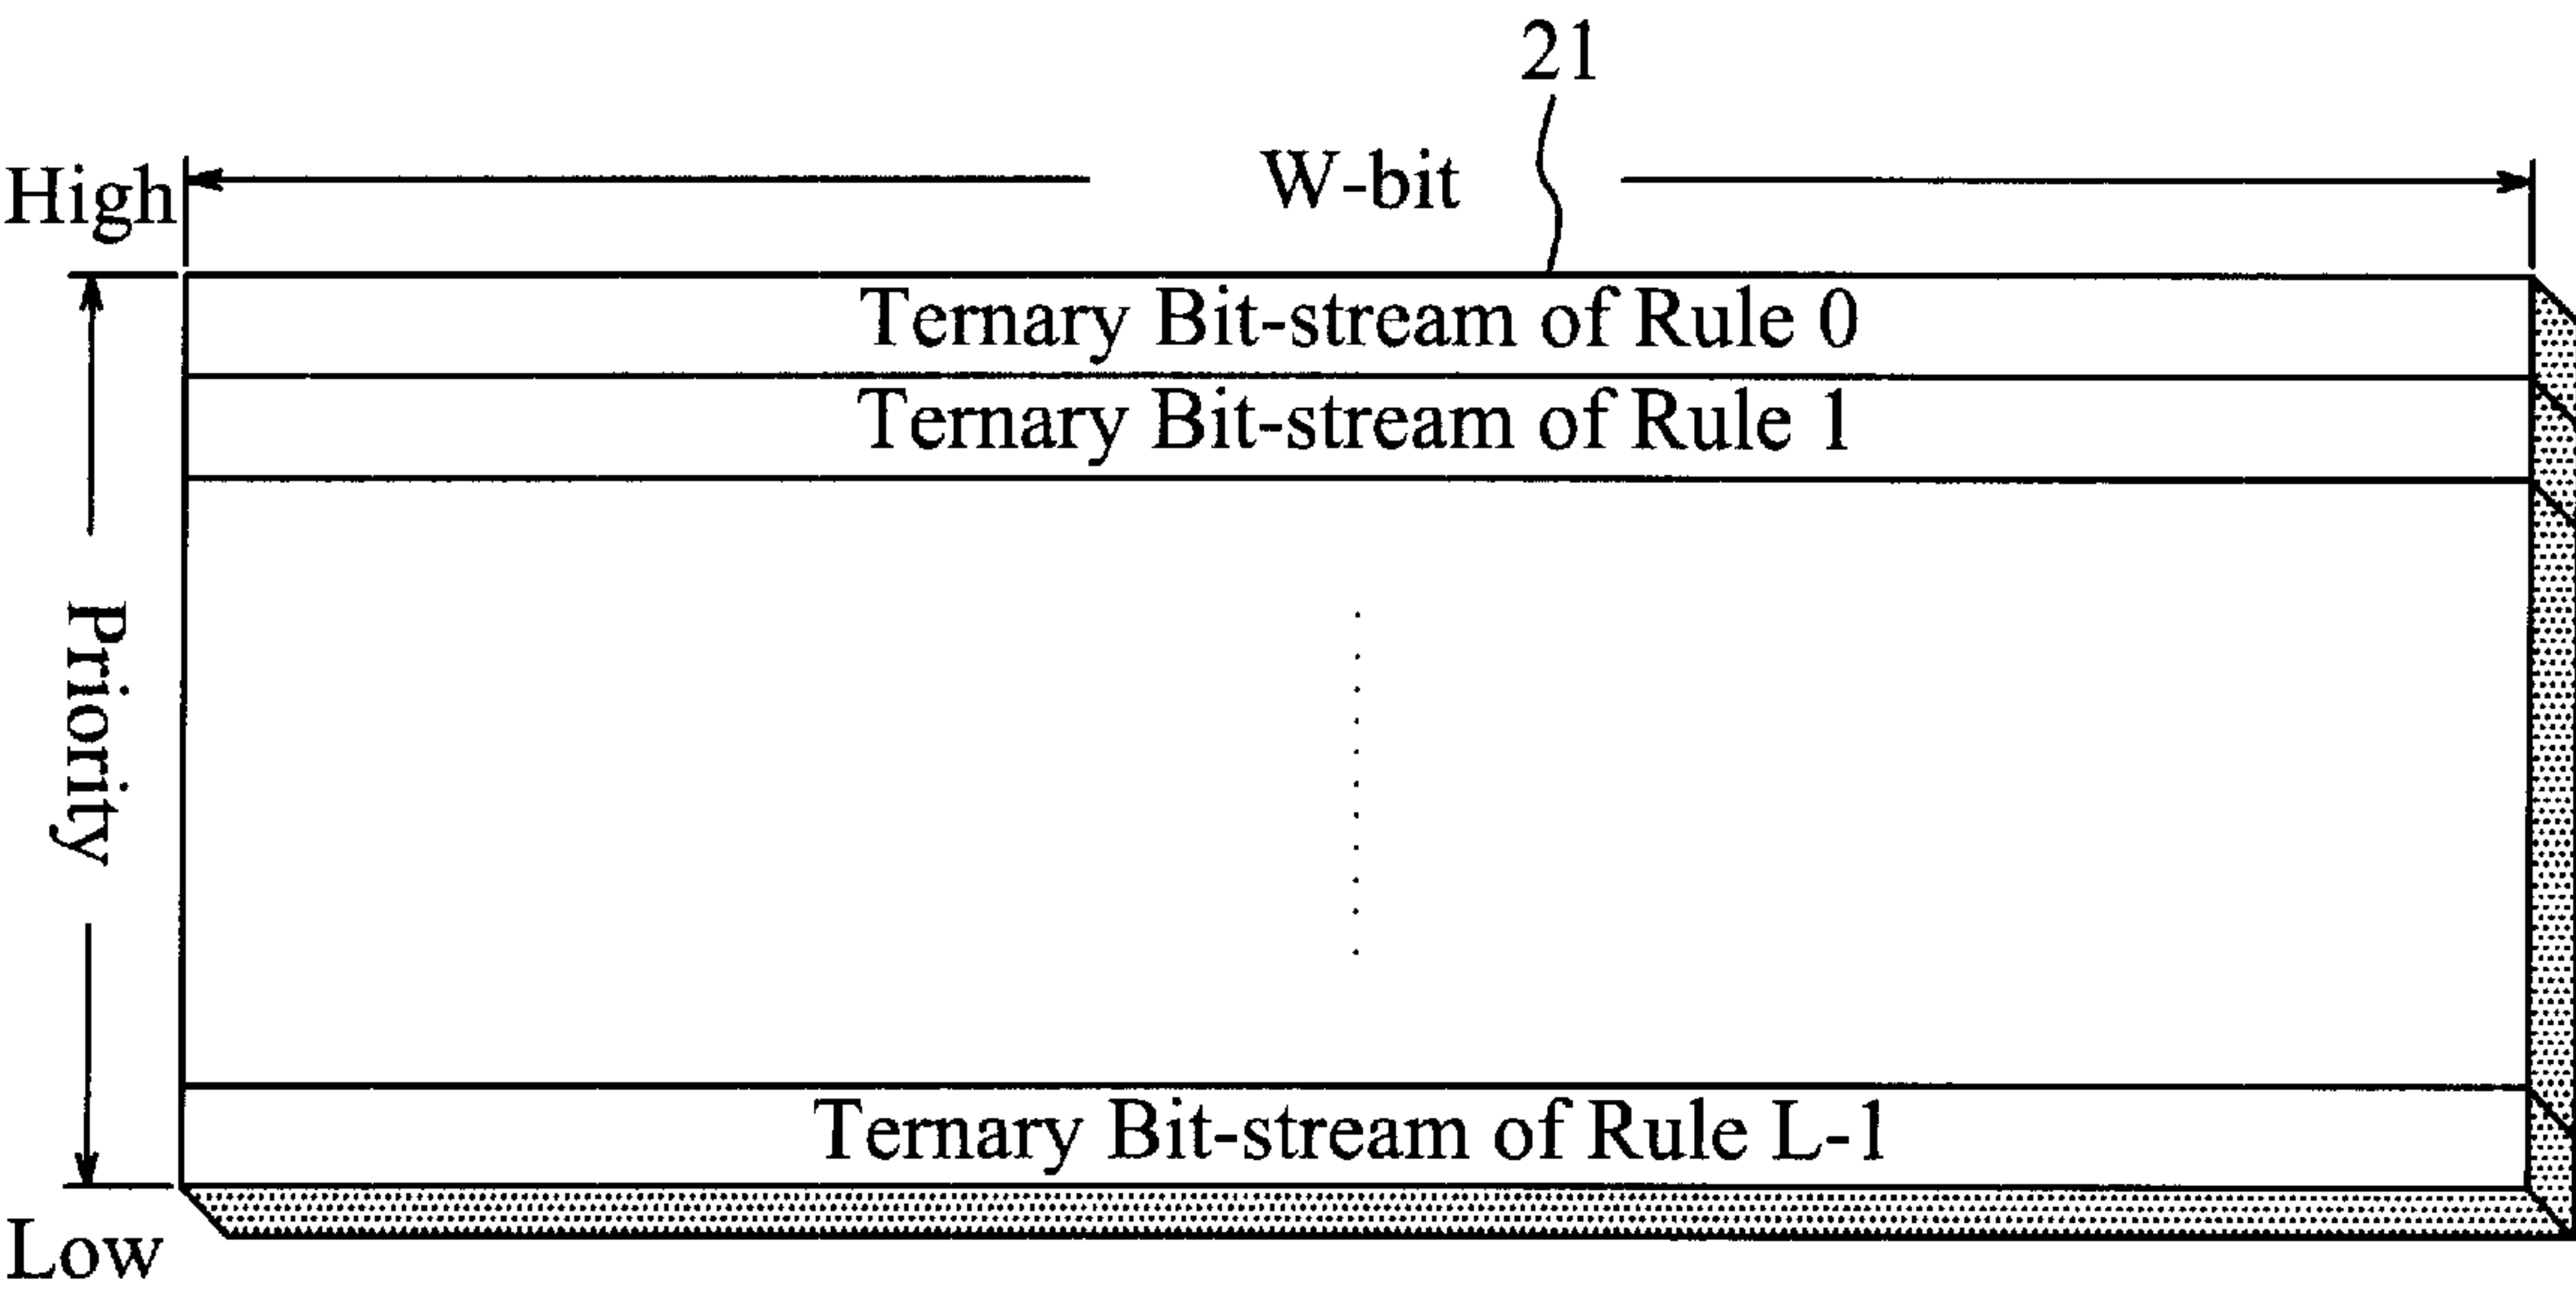 21
High
W-bit
Ternary Bit-stream of Rule 0
Ternary Bit-stream of Rule 1
Priority
Ternary Bit-stream of Rule L-1
Low